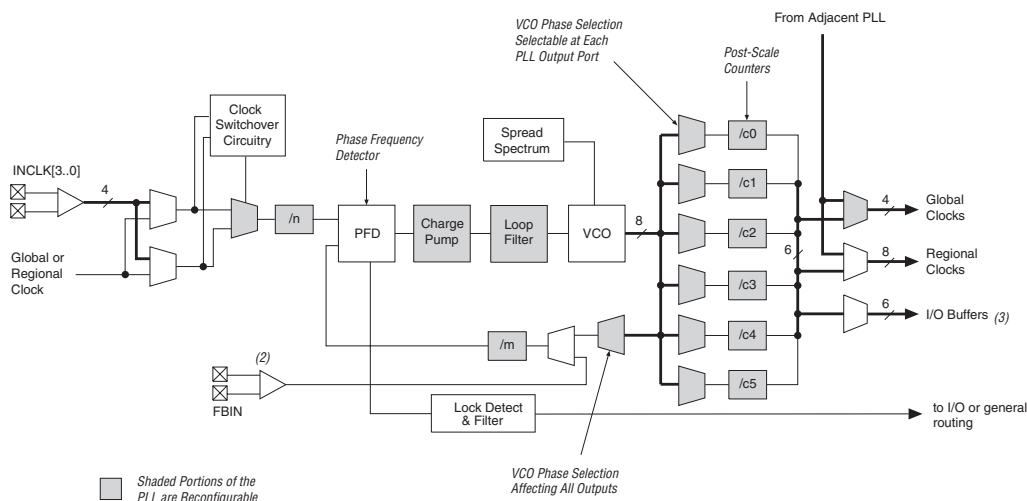 From Adjacent PLL
VCO Phase Selection
Selectable at Each
PLL Output Port
Post-Scale
Counters
Clock
Switchover
Circuitry
Phase Frequency
Detector
Spread
Spectrum
/c0
INCLK[3..0]
4
/c1
4
Global
Clocks
/n
PFD
Charge
Pump
Loop
Filter
VCO
8
/c2
6
8
Regional
Clocks
Global or
Regional
Clock
/c3
6
I/O Buffers (3)
/m
/c4
(2)
FBIN
/c5
Lock Detect
& Filter
to I/O or general
routing
VCO Phase Selection
Affecting All Outputs
Shaded Portions of the
PLL are Reconfigurable